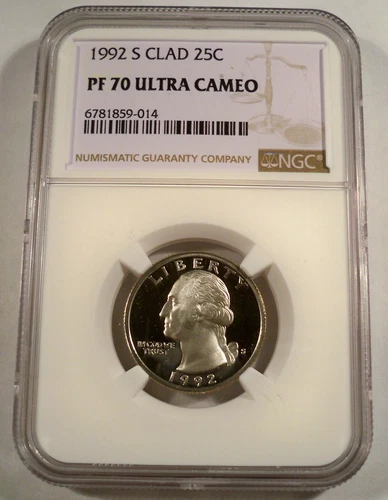 1992 S CLAD 25C
PF 70 ULTRA CAMEO
6781859-014
NUMISMATIC GUARANTY COMPANY NGC®
LIBERTY
IN GOD WE
TRUST
S
1992